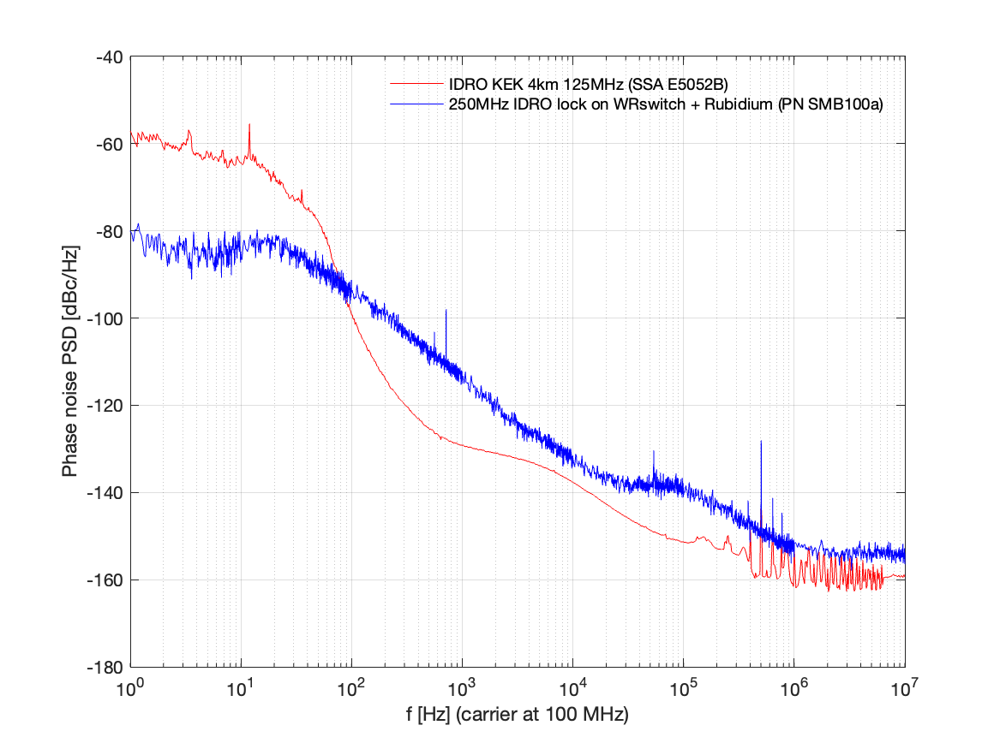 -40
-60
-80
-100
-120
-140
-160
-180
Phase noise PSD [dBc/Hz]
IDRO KEK 4km 125MHz (SSA E5052B)
250MHz IDRO lock on WRswitch + Rubidium (PN SMB100a)
10^0 10^1 10^2 10^3 10^4 10^5 10^6 10^7
f [Hz] (carrier at 100 MHz)